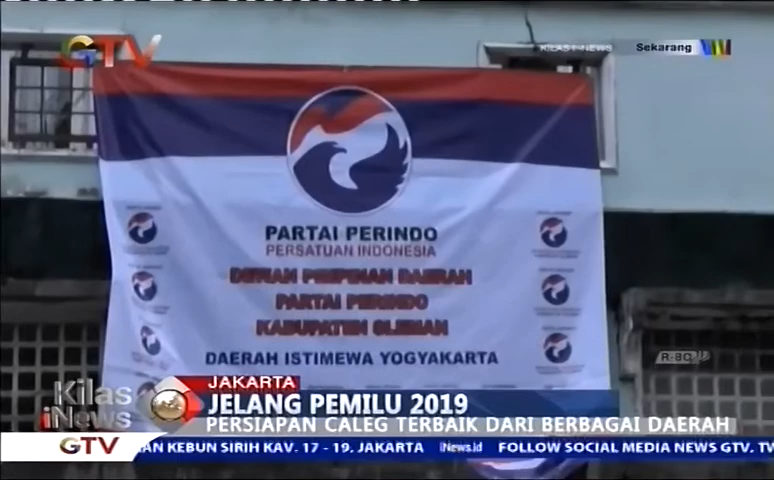 GTV
KILAS I-NEWS Sekarang
PARTAI PERINDO
PERSATUAN INDONESIA
DEWAN PIMPINAN DAERAH
PARTAI PERINDO
KABUPATEN SLEMAN
DAERAH ISTIMEWA YOGYAKARTA
R-BO
Kilas
iNews
JAKARTA
JELANG PEMILU 2019
PERSIAPAN CALEG TERBAIK DARI BERBAGAI DAERAH
GTV
AN KEBUN SIRIH KAV. 17 - 19, JAKARTA iNews.id FOLLOW SOCIAL MEDIA NEWS GTV, TW